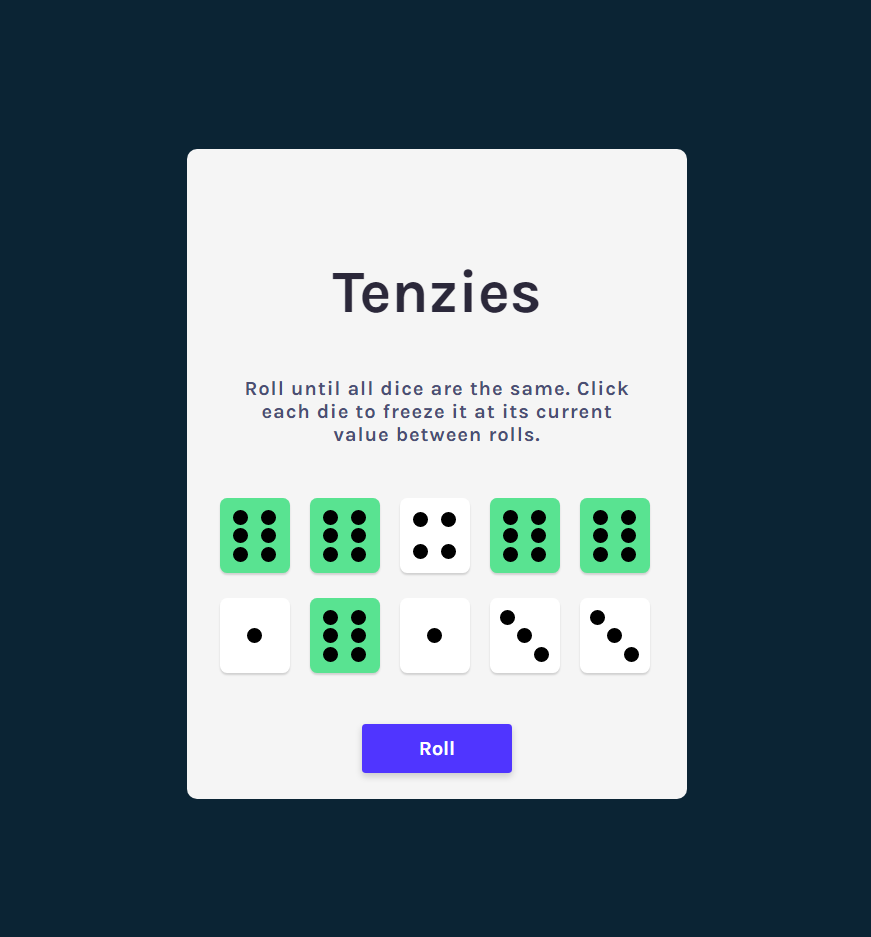 Tenzies
Roll until all dice are the same. Click
each die to freeze it at its current
value between rolls.
Roll